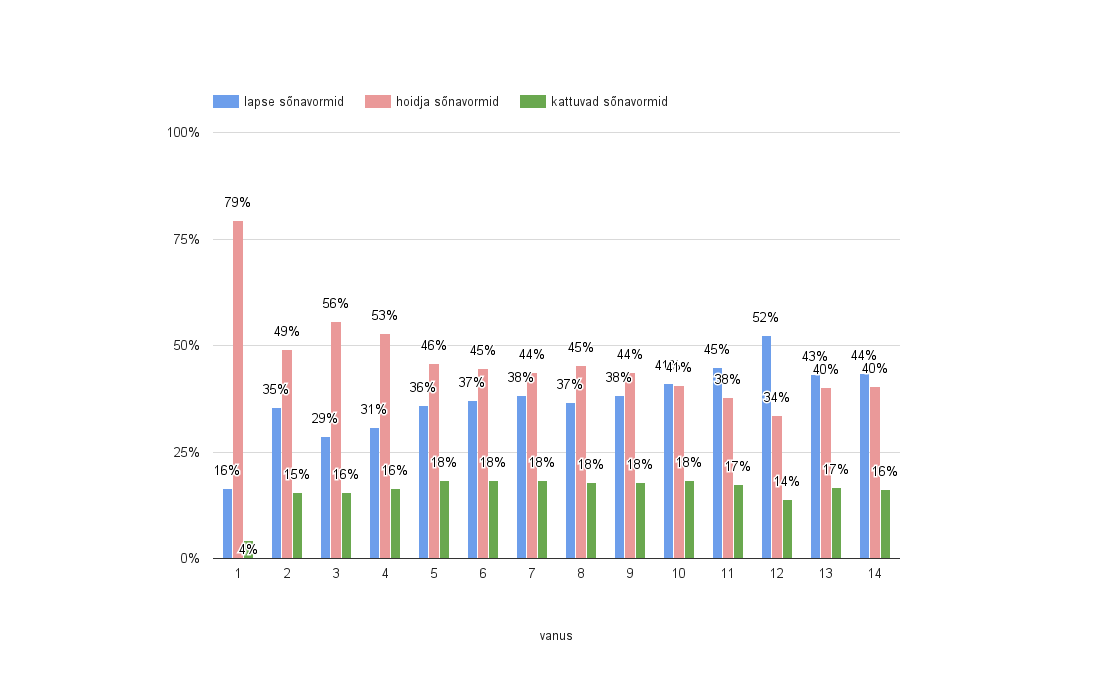 lapse sõnavormid hoidja sõnavormid kattuvad sõnavormid
100%
75%
50%
25%
0%
16% 79% 4%
35% 49% 15%
29% 56% 16%
31% 53% 16%
36% 46% 18%
37% 45% 18%
38% 44% 18%
37% 45% 18%
38% 44% 18%
41% 41% 18%
45% 38% 17%
52% 34% 14%
43% 40% 17%
44% 40% 16%
1 2 3 4 5 6 7 8 9 10 11 12 13 14
vanus